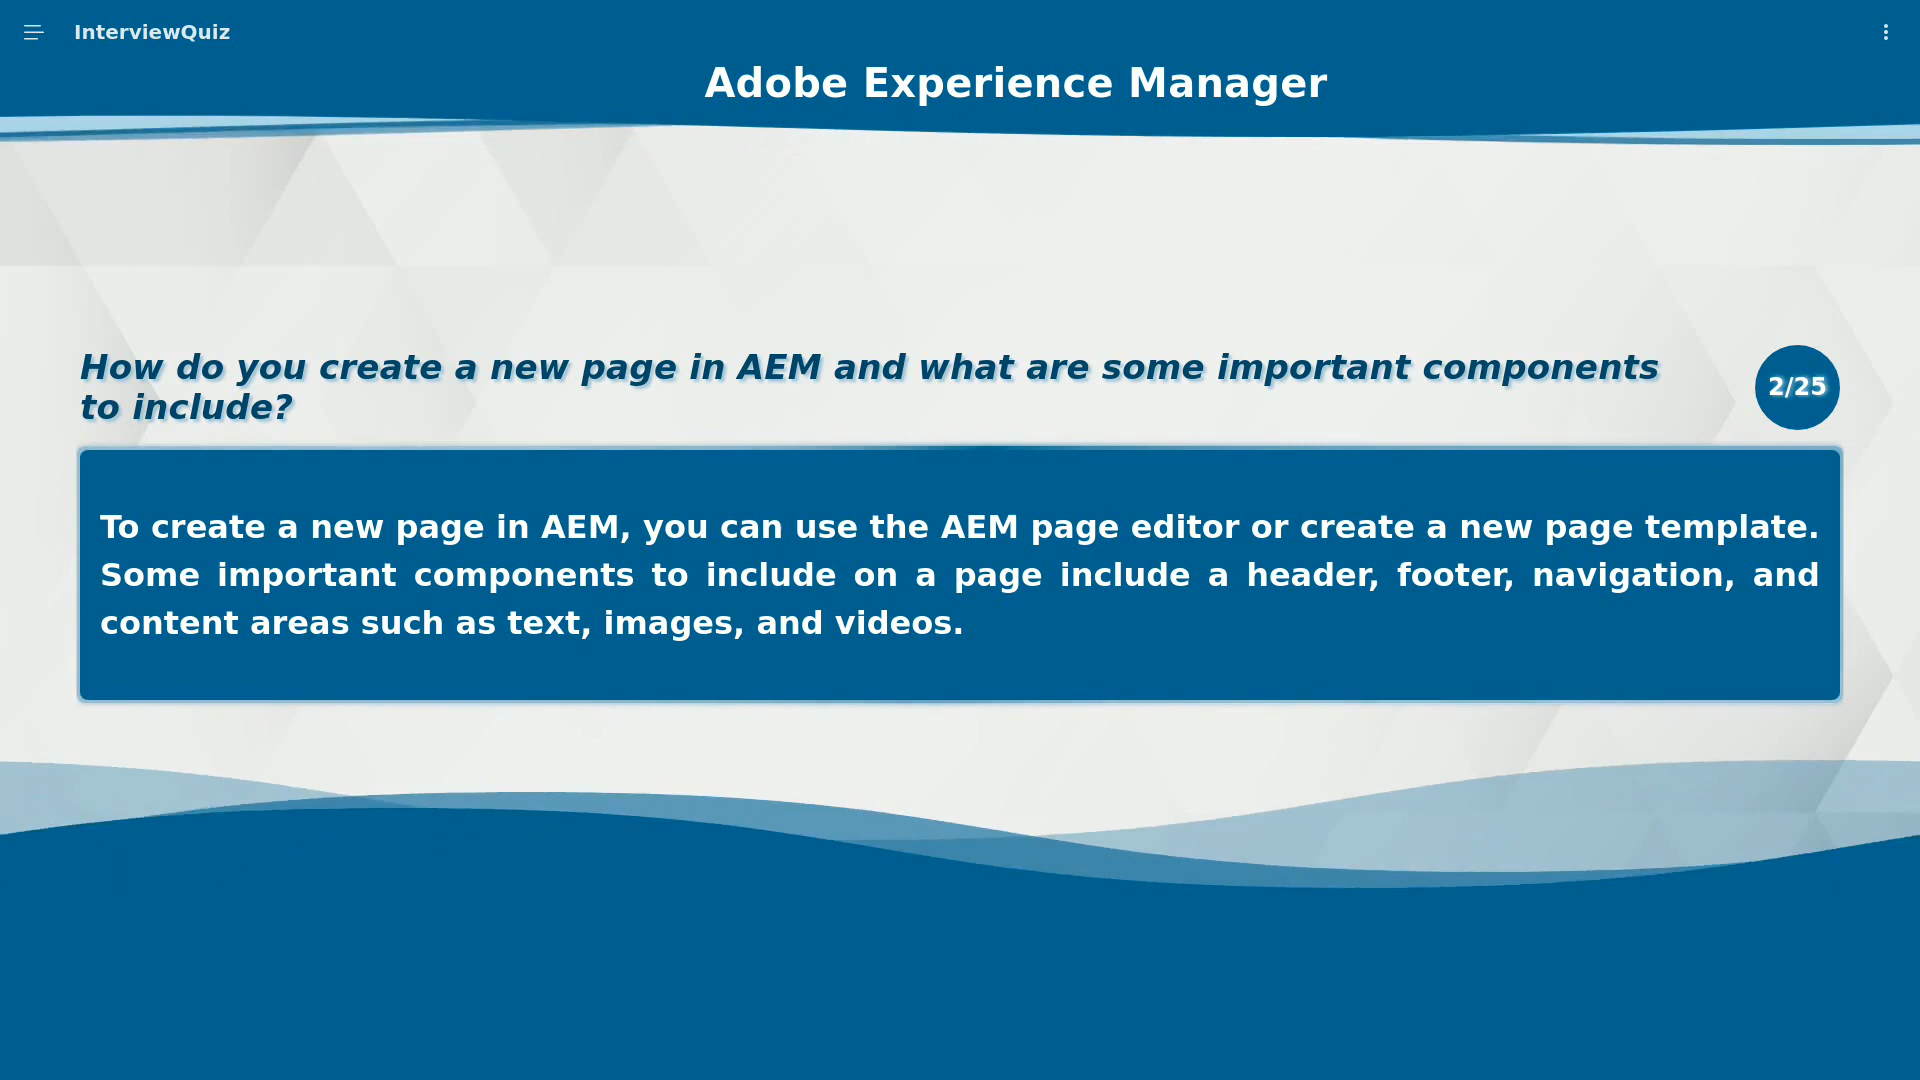 InterviewQuiz
Adobe Experience Manager
How do you create a new page in AEM and what are some important components
to include?
2/25
To create a new page in AEM, you can use the AEM page editor or create a new page template.
Some important components to include on a page include a header, footer, navigation, and
content areas such as text, images, and videos.